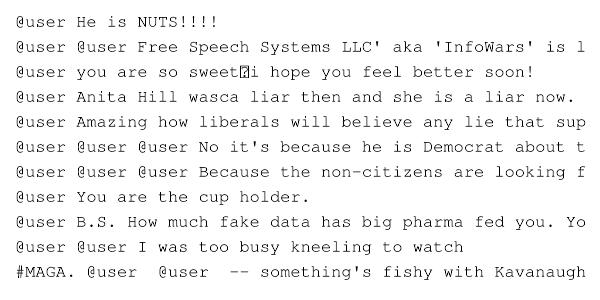 @user He is NUTS!!!!
@user @user Free Speech Systems LLC' aka 'InfoWars' is l
@user you are so sweet�i hope you feel better soon!
@user Anita Hill wasca liar then and she is a liar now.
@user Amazing how liberals will believe any lie that sup
@user @user @user No it's because he is Democrat about t
@user @user @user Because the non-citizens are looking f
@user You are the cup holder.
@user B.S. How much fake data has big pharma fed you. Yo
@user @user I was too busy kneeling to watch
#MAGA. @user  @user  -- something's fishy with Kavanaugh